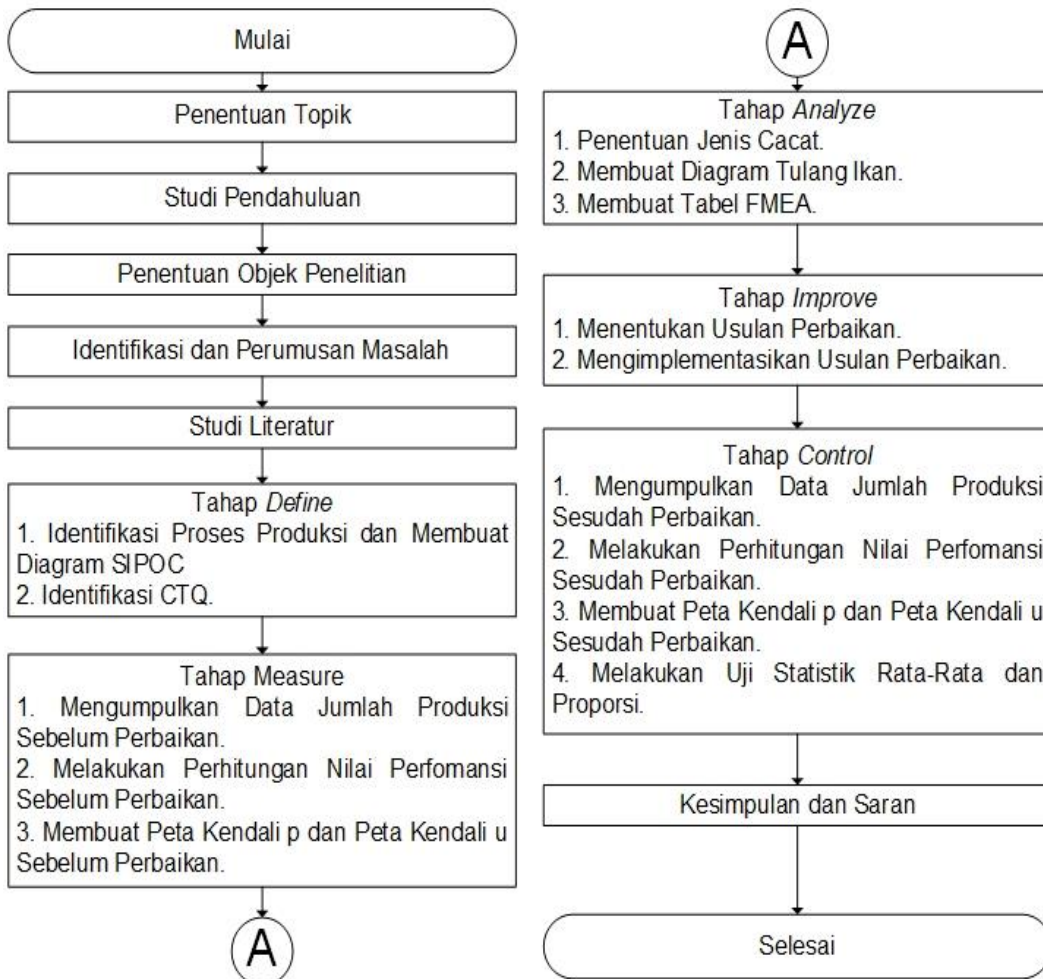 Mulai
Penentuan Topik
Studi Pendahuluan
Penentuan Objek Penelitian
Identifikasi dan Perumusan Masalah
Studi Literatur
Tahap Define
1. Identifikasi Proses Produksi dan Membuat
Diagram SIPOC
2. Identifikasi CTQ.
Tahap Measure
1. Mengumpulkan Data Jumlah Produksi
Sebelum Perbaikan.
2. Melakukan Perhitungan Nilai Perfomansi
Sebelum Perbaikan.
3. Membuat Peta Kendali p dan Peta Kendali u
Sebelum Perbaikan.
A
A
Tahap Analyze
1. Penentuan Jenis Cacat.
2. Membuat Diagram Tulang Ikan.
3. Membuat Tabel FMEA.
Tahap Improve
1. Menentukan Usulan Perbaikan.
2. Mengimplementasikan Usulan Perbaikan.
Tahap Control
1. Mengumpulkan Data Jumlah Produksi
Sesudah Perbaikan.
2. Melakukan Perhitungan Nilai Perfomansi
Sesudah Perbaikan.
3. Membuat Peta Kendali p dan Peta Kendali u
Sesudah Perbaikan.
4. Melakukan Uji Statistik Rata-Rata dan
Proporsi.
Kesimpulan dan Saran
Selesai